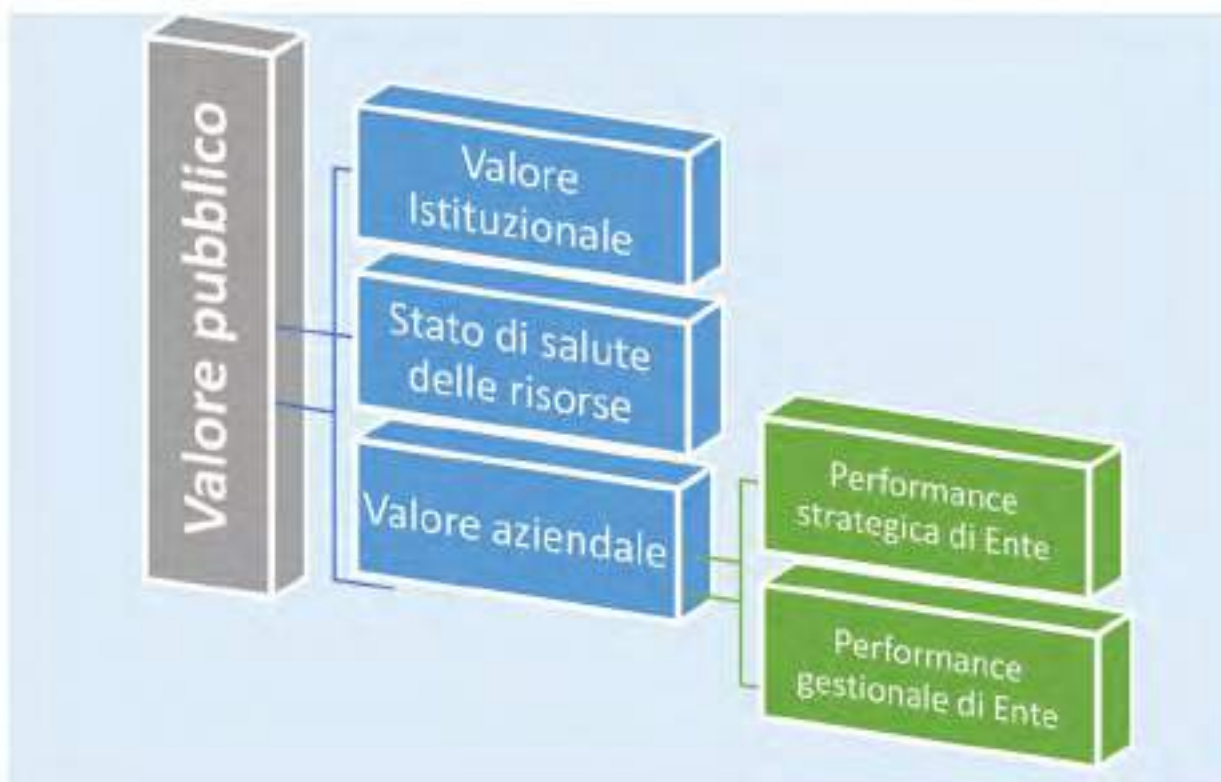 Valore pubblico
Valore
Istituzionale
Stato di salute
delle risorse
Valore aziendale
Performance
strategica di Ente
Performance
gestionale di Ente